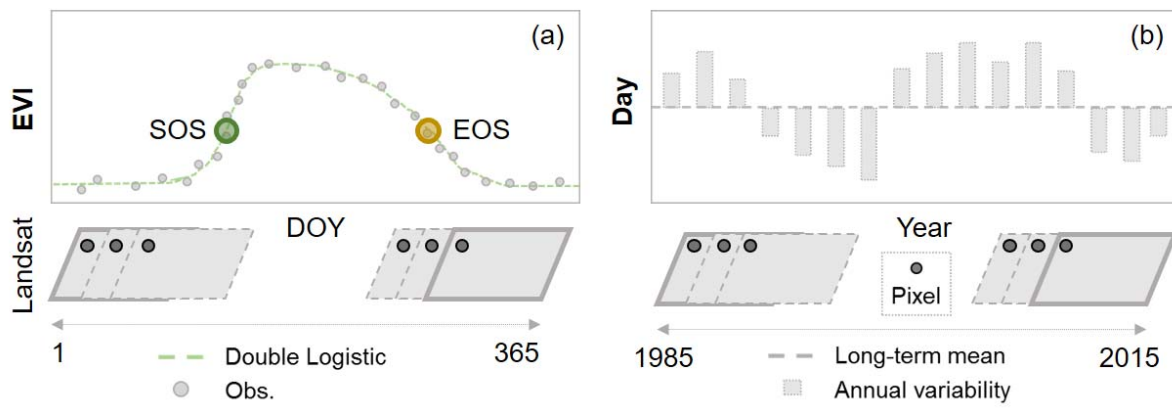 (a)
EVI
SOS
EOS
DOY
Landsat
1
365
Double Logistic
Obs.
(b)
Day
Year
Pixel
1985
2015
Long-term mean
Annual variability